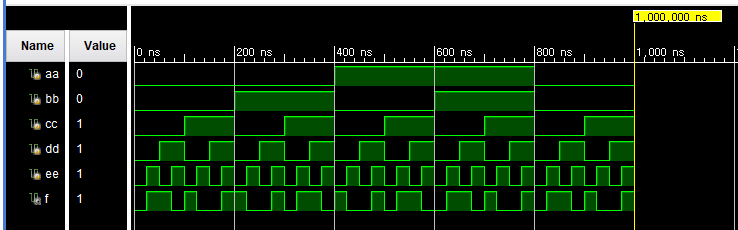 1,000,000 ns
Name Value
0 ns 200 ns 400 ns 600 ns 800 ns 1,000 ns
aa 0
bb 0
cc 1
dd 1
ee 1
f 1